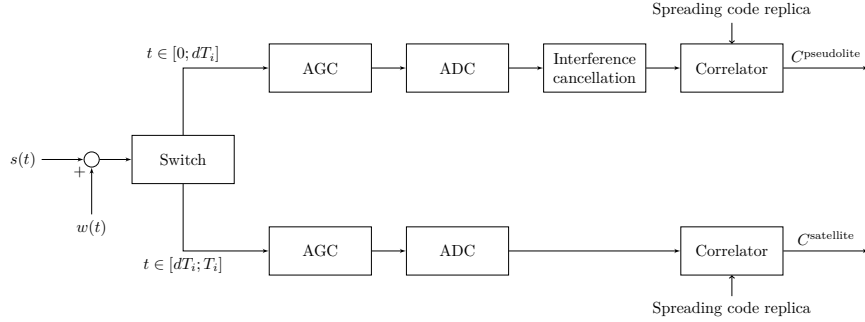 Spreading code replica
t ∈ [0; dT_i]
AGC
ADC
Interference
cancellation
Correlator
C^pseudolite
s(t)
+
Switch
w(t)
t ∈ [dT_i; T_i]
AGC
ADC
Correlator
C^satellite
Spreading code replica